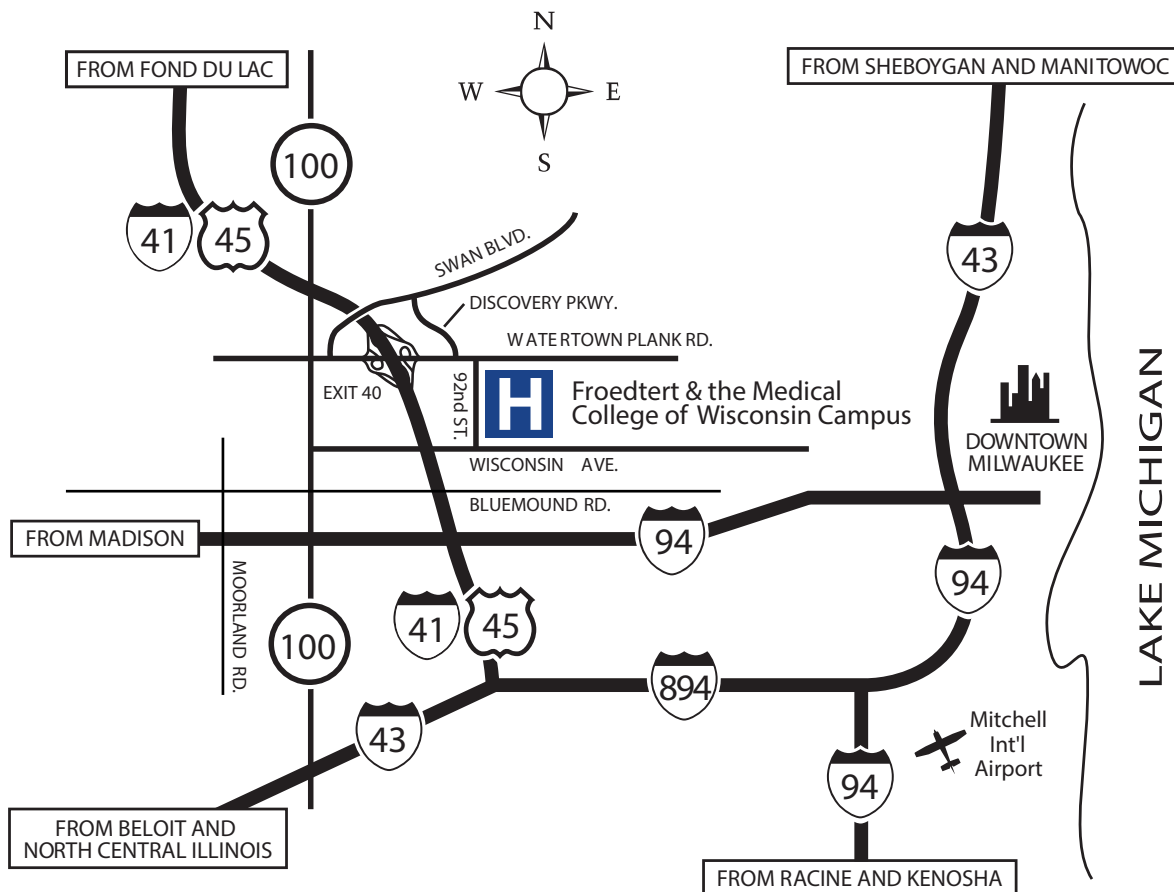 N
FROM FOND DU LAC
FROM SHEBOYGAN AND MANITOWOC
W
E
S
100
41
45
43
SWAN BLVD.
DISCOVERY PKWY.
WATERTOWN PLANK RD.
EXIT 40
92nd ST.
H
Froedtert & the Medical
College of Wisconsin Campus
DOWNTOWN
MILWAUKEE
LAKE MICHIGAN
WISCONSIN AVE.
BLUEMOUND RD.
FROM MADISON
94
94
MOORLAND RD.
41
45
100
894
43
Mitchell
Int'l
Airport
94
FROM BELOIT AND
NORTH CENTRAL ILLINOIS
FROM RACINE AND KENOSHA